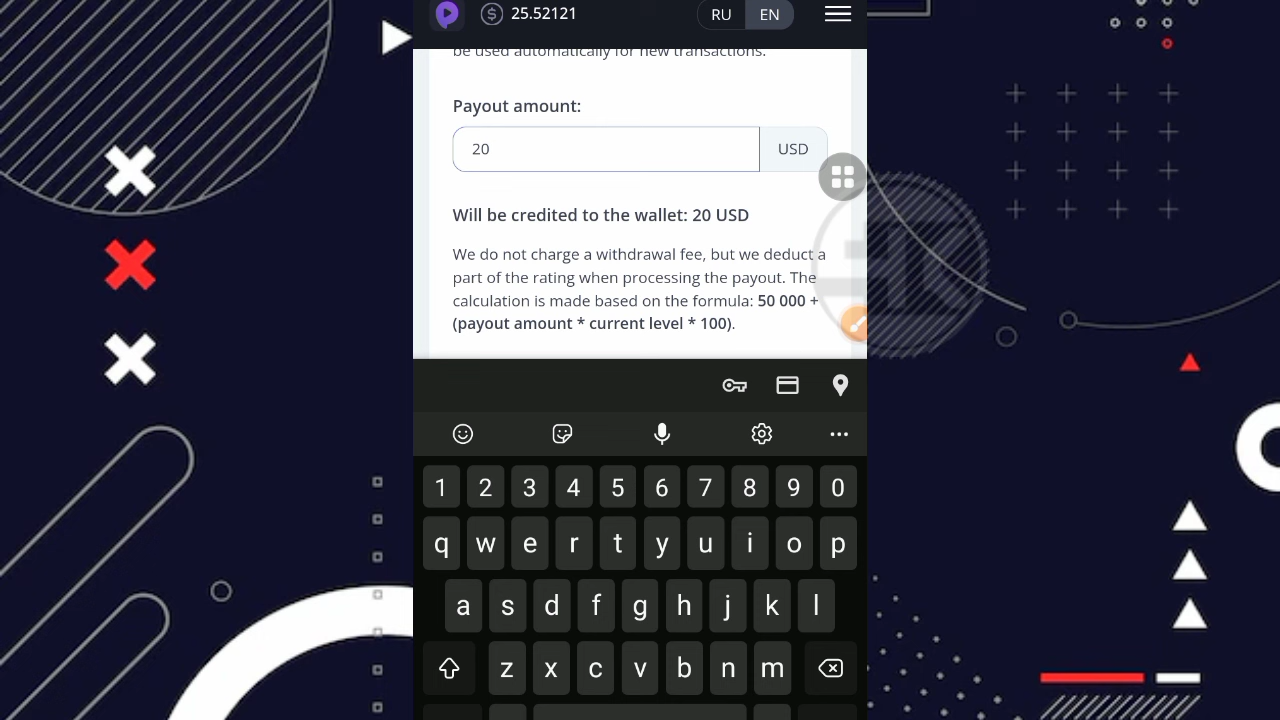 25.52121
RU EN
be used automatically for new transactions.
Payout amount:
20 USD
Will be credited to the wallet: 20 USD
We do not charge a withdrawal fee, but we deduct a
part of the rating when processing the payout. The
calculation is made based on the formula: 50 000 +
(payout amount * current level * 100).
1 2 3 4 5 6 7 8 9 0
q w e r t y u i o p
a s d f g h j k l
z x c v b n m